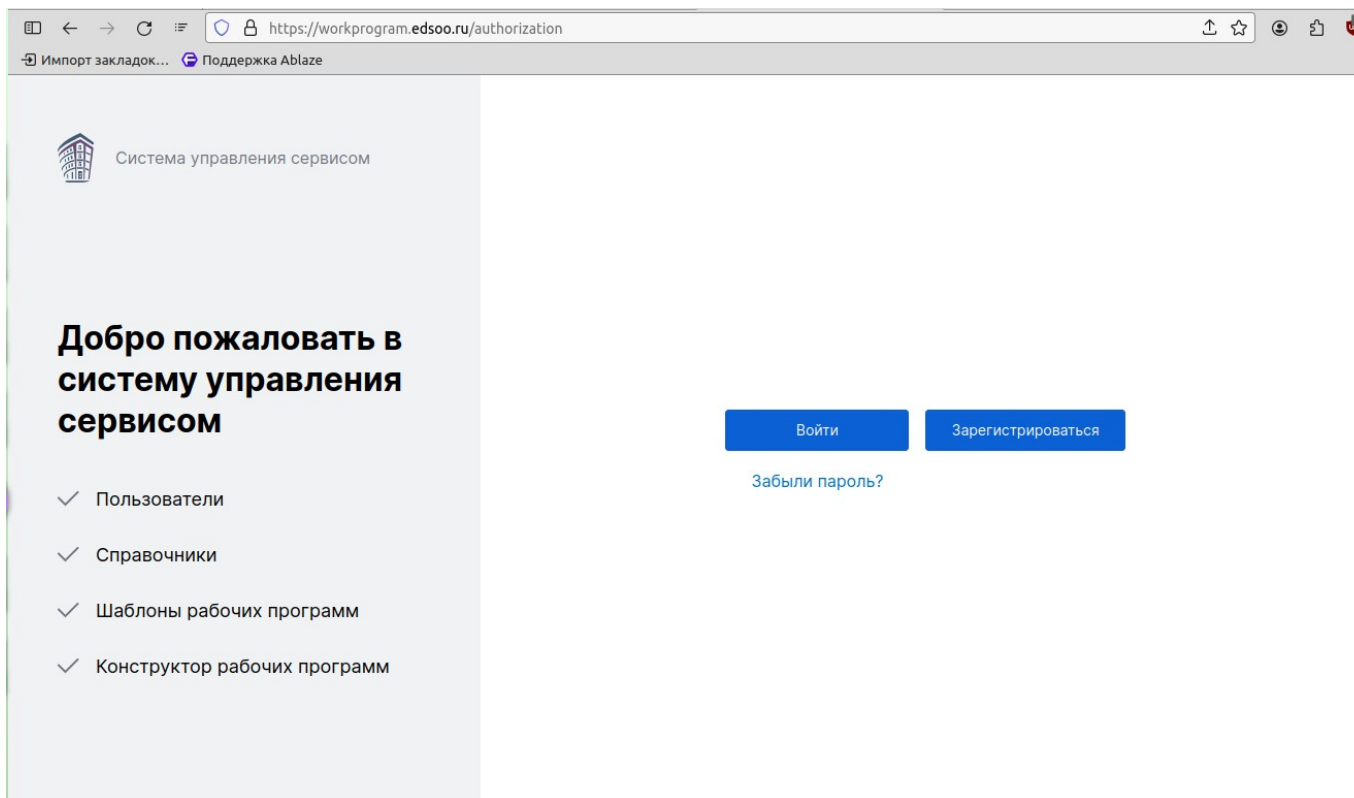 https://workprogram.edsoo.ru/authorization
Импорт закладок... Поддержка Ablaze
Система управления сервисом
Добро пожаловать в
систему управления
сервисом
Пользователи
Справочники
Шаблоны рабочих программ
Конструктор рабочих программ
Войти Зарегистрироваться
Забыли пароль?